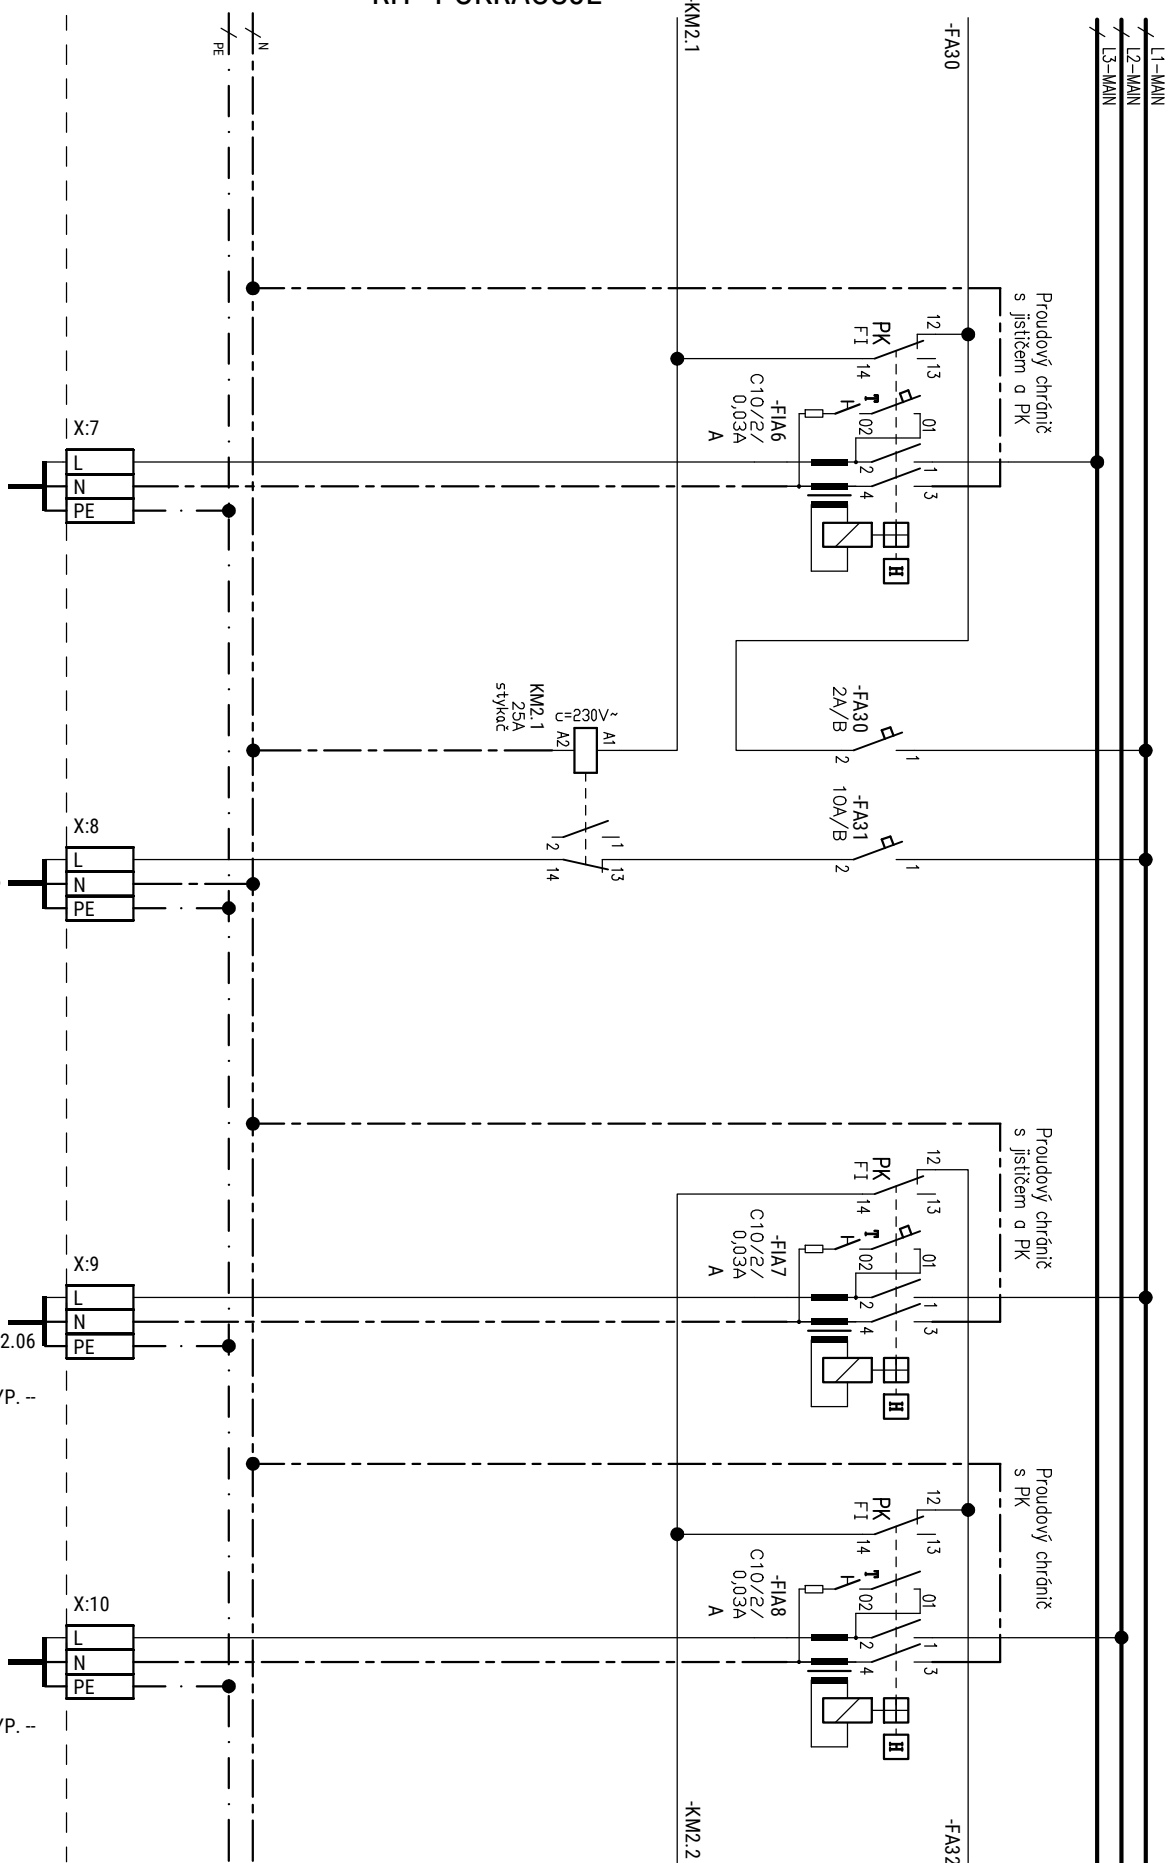 L1-MAIN
L2-MAIN
L3-MAIN
-FA30
-KM2.1
N
PE
Proudový chránič
s jističem a PK
12
13
14
PK
FI
-FIA6
C10/2/
0,03A
A
T
01
02
1
2
3
4
H
X:7
L
N
PE
-FA30
2A/B
1
2
KM2.1
25A
stykač
c=230V~
A1
A2
-FA31
10A/B
1
2
1
2
13
14
X:8
L
N
PE
Proudový chránič
s jističem a PK
12
13
14
PK
FI
-FIA7
C10/2/
0,03A
A
T
01
02
1
2
3
4
H
X:9
L
N
PE
2.06
Proudový chránič
s PK
12
13
14
PK
FI
-FIA8
C10/2/
0,03A
A
T
01
02
1
2
3
4
H
X:10
L
N
PE
-KM2.2
-FA32